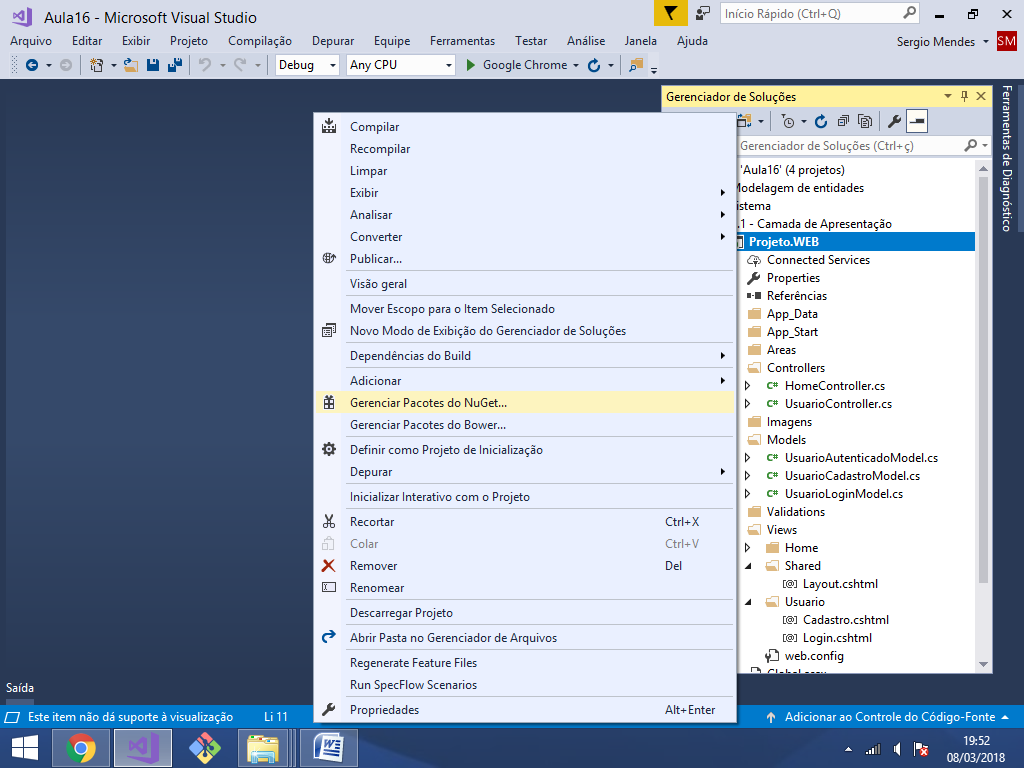 Aula16 - Microsoft Visual Studio
Início Rápido (Ctrl+Q)
Arquivo Editar Exibir Projeto Compilação Depurar Equipe Ferramentas Testar Análise Janela Ajuda
Sergio Mendes SM
Debug Any CPU Google Chrome
Gerenciador de Soluções
Ferramentas de Diagnóstico
Gerenciador de Soluções (Ctrl+ç)
'Aula16' (4 projetos)
Modelagem de entidades
istema
.1 - Camada de Apresentação
Projeto.WEB
Connected Services
Properties
Referências
App_Data
App_Start
Areas
Controllers
C# HomeController.cs
C# UsuarioController.cs
Imagens
Models
C# UsuarioAutenticadoModel.cs
C# UsuarioCadastroModel.cs
C# UsuarioLoginModel.cs
Validations
Views
Home
Shared
[@] Layout.cshtml
Usuario
[@] Cadastro.cshtml
[@] Login.cshtml
web.config
Global.asax
Compilar
Recompilar
Limpar
Exibir
Analisar
Converter
Publicar...
Visão geral
Mover Escopo para o Item Selecionado
Novo Modo de Exibição do Gerenciador de Soluções
Dependências do Build
Adicionar
Gerenciar Pacotes do NuGet...
Gerenciar Pacotes do Bower...
Definir como Projeto de Inicialização
Depurar
Inicializar Interativo com o Projeto
Recortar Ctrl+X
Colar Ctrl+V
Remover Del
Renomear
Descarregar Projeto
Abrir Pasta no Gerenciador de Arquivos
Regenerate Feature Files
Run SpecFlow Scenarios
Propriedades Alt+Enter
Saída
Este item não dá suporte à visualização Li 11 Adicionar ao Controle do Código-Fonte
19:52
08/03/2018